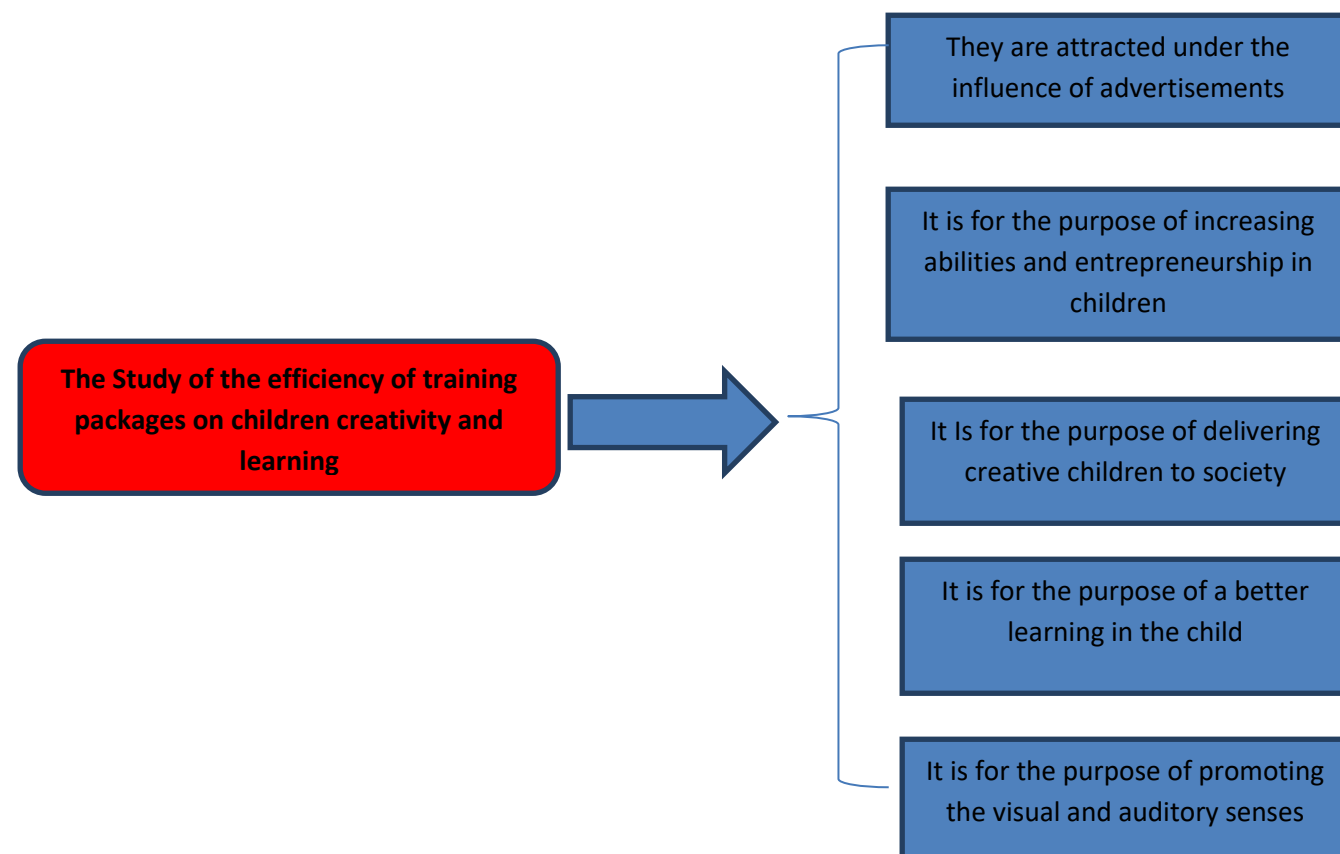 They are attracted under the
influence of advertisements
It is for the purpose of increasing
abilities and entrepreneurship in
children
The Study of the efficiency of training
packages on children creativity and
learning
It Is for the purpose of delivering
creative children to society
It is for the purpose of a better
learning in the child
It is for the purpose of promoting
the visual and auditory senses